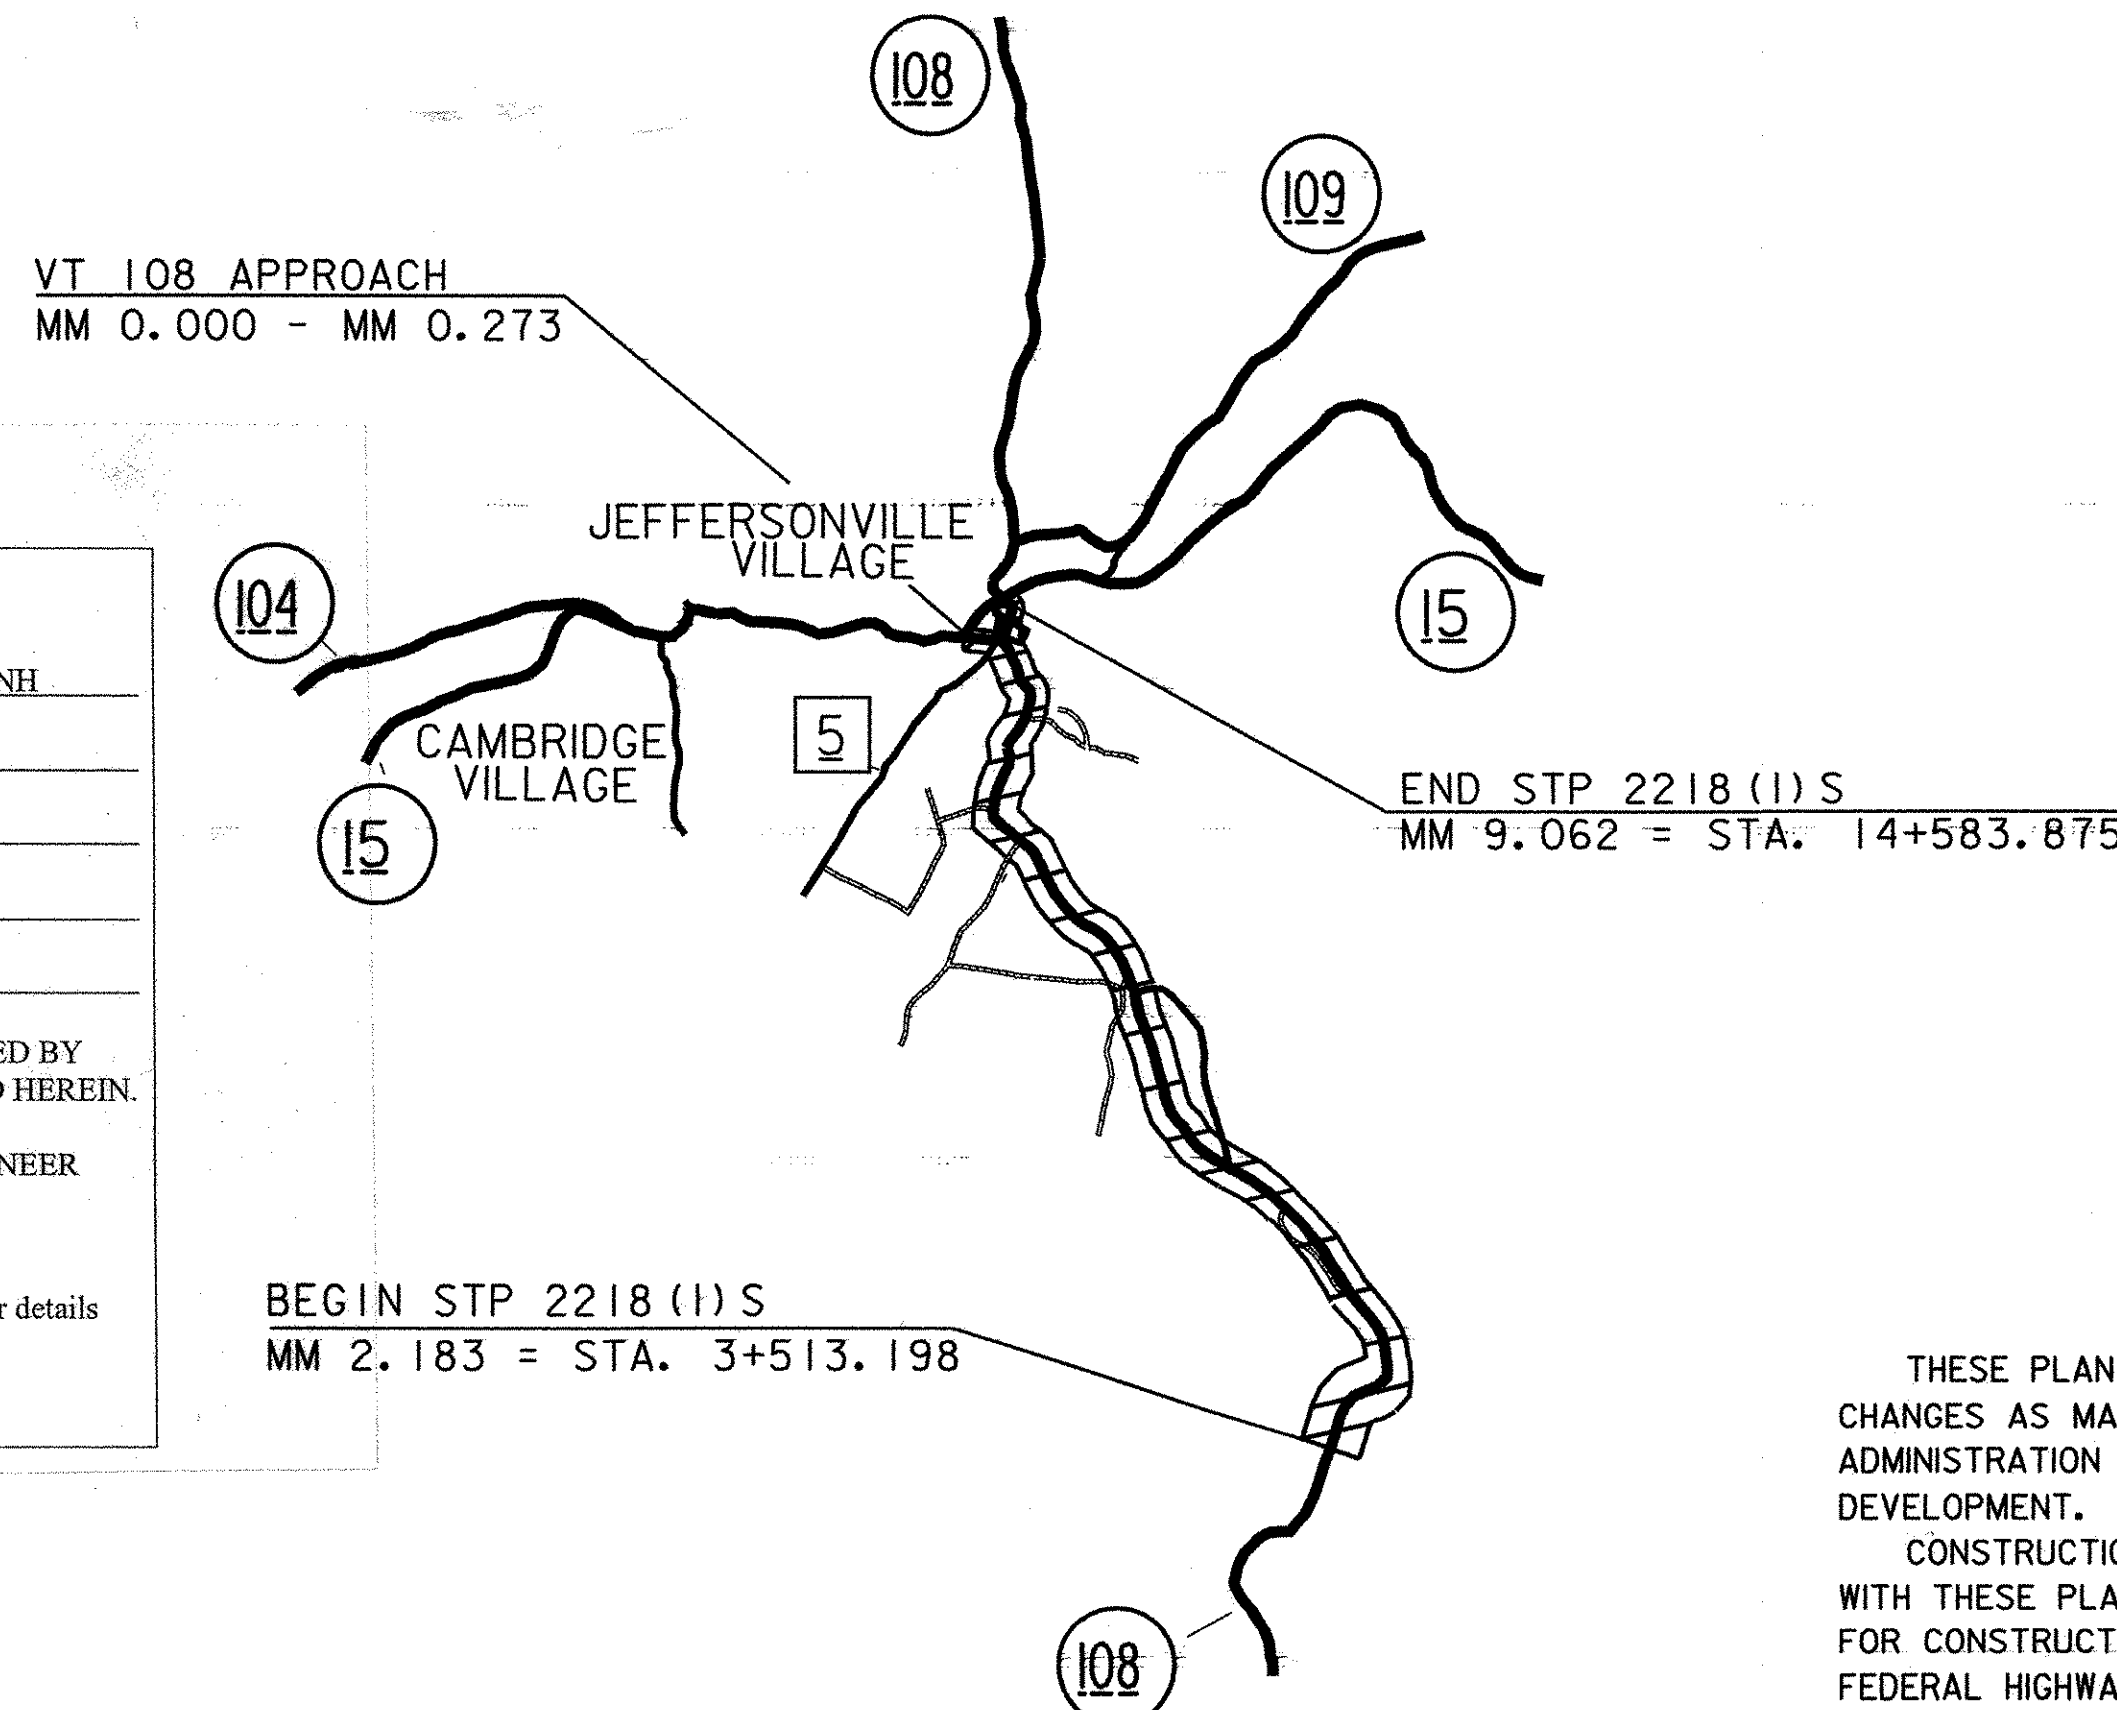 108
109
VT 108 APPROACH
MM 0.000 - MM 0.273
JEFFERSONVILLE
VILLAGE
104
15
NH
5
CAMBRIDGE
VILLAGE
15
END STP 2218(1)S
MM 9.062 = STA. 14+583.875
ED BY
HEREIN.
NEER
details
BEGIN STP 2218(1)S
MM 2.183 = STA. 3+513.198
THESE PLAN
CHANGES AS MA
ADMINISTRATION
DEVELOPMENT.
CONSTRUCTIO
WITH THESE PLA
FOR CONSTRUCT
FEDERAL HIGHWA
108